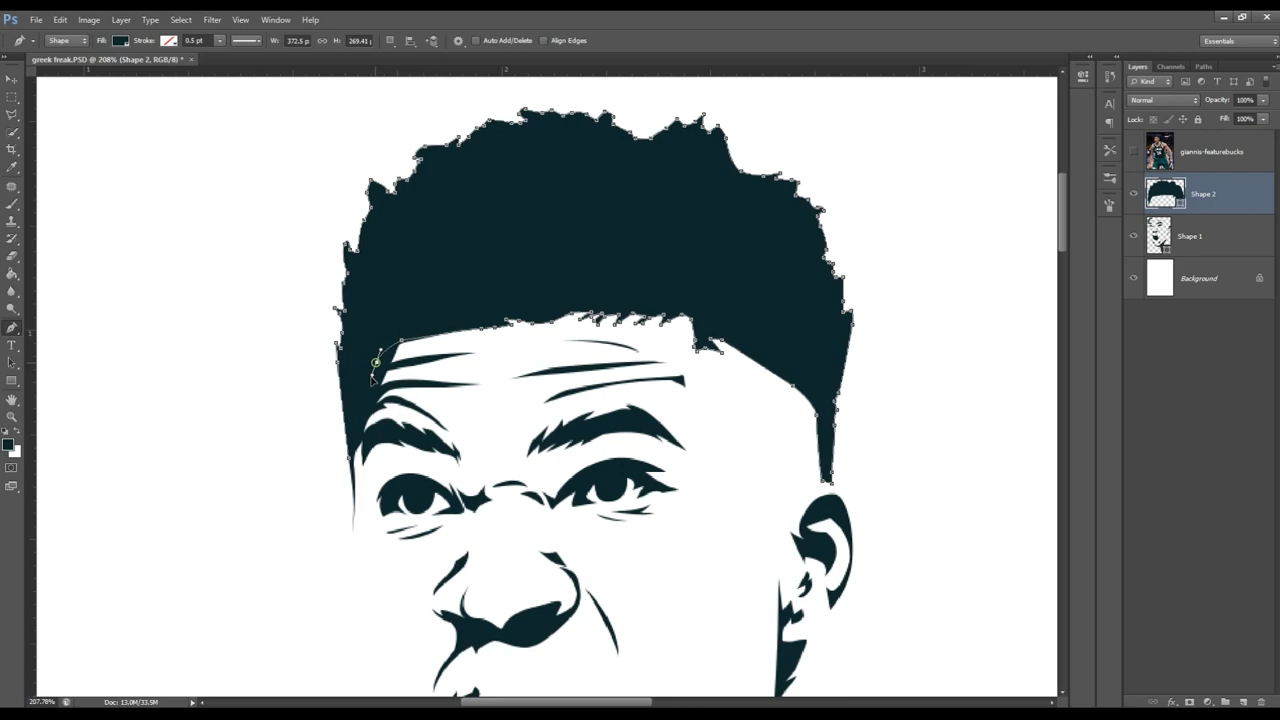 Ps File Edit Image Layer Type Select Filter View Window Help
Shape Fill: Stroke: 0.5 pt W: 372.5 p H: 269.41 Auto Add/Delete Align Edges Essentials
greek freak.PSD @ 208% (Shape 2, RGB/8) * ×
1 2 3
Layers Channels Paths
Kind
Normal Opacity: 100%
Lock: Fill: 100%
giannis-featurebucks
Shape 2
Shape 1
Background
207.78% Doc: 13.0M/33.5M